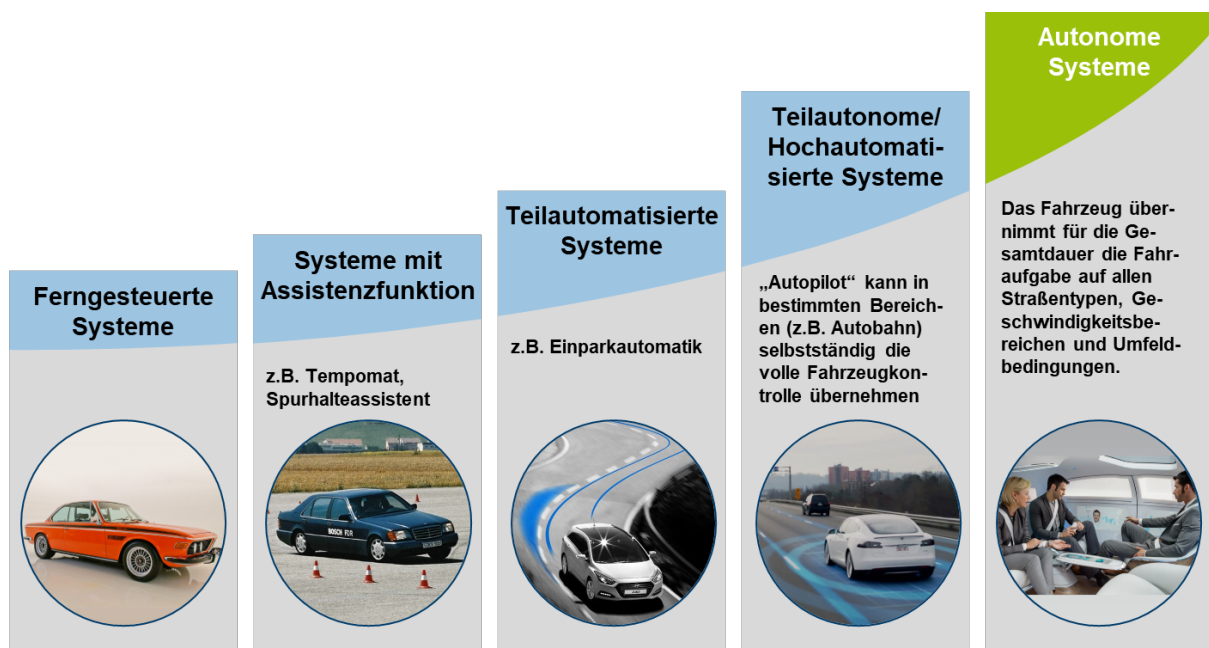 Ferngesteuerte
Systeme
Systeme mit
Assistenzfunktion
z.B. Tempomat,
Spurhalteassistent
BOSCH FDR
Teilautomatisierte
Systeme
z.B. Einparkautomatik
Teilautonome/
Hochautomati-
sierte Systeme
„Autopilot“ kann in
bestimmten Bereich-
en (z.B. Autobahn)
selbstständig die
volle Fahrzeugkon-
trolle übernehmen
Autonome
Systeme
Das Fahrzeug über-
nimmt für die Ge-
samtdauer die Fahr-
aufgabe auf allen
Straßentypen, Ge-
schwindigkeitsbe-
reichen und Umfeld-
bedingungen.